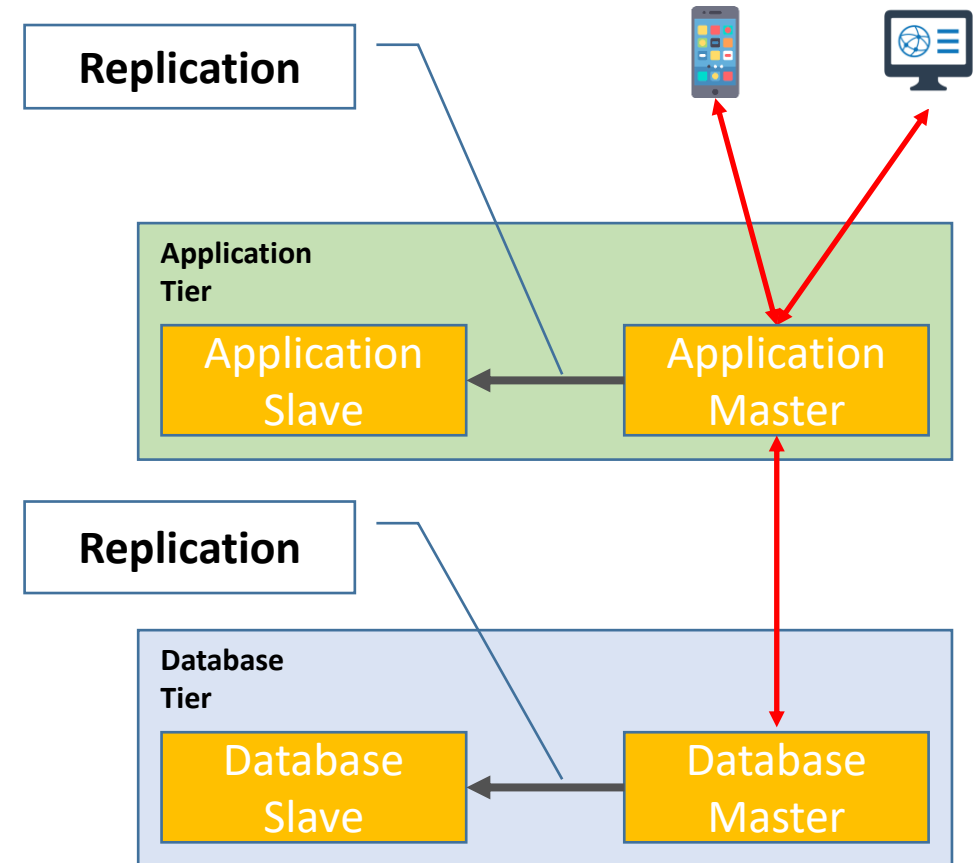 Replication
Application
Tier
Application
Slave
Application
Master
Replication
Database
Tier
Database
Slave
Database
Master